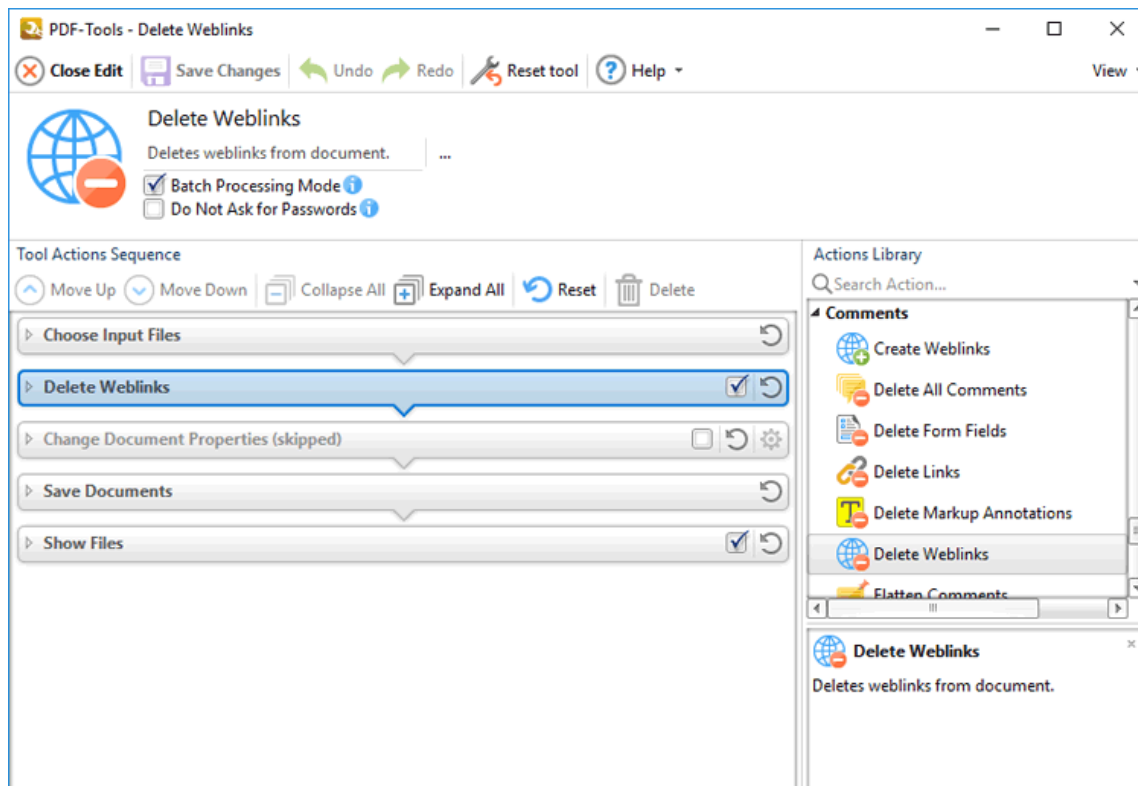 PDF-Tools - Delete Weblinks
Close Edit Save Changes Undo Redo Reset tool Help View
Delete Weblinks
Deletes weblinks from document. ...
Batch Processing Mode
Do Not Ask for Passwords
Tool Actions Sequence
Move Up Move Down Collapse All Expand All Reset Delete
Choose Input Files
Delete Weblinks
Change Document Properties (skipped)
Save Documents
Show Files
Actions Library
Search Action...
Comments
Create Weblinks
Delete All Comments
Delete Form Fields
Delete Links
Delete Markup Annotations
Delete Weblinks
Flatten Comments
Delete Weblinks
Deletes weblinks from document.